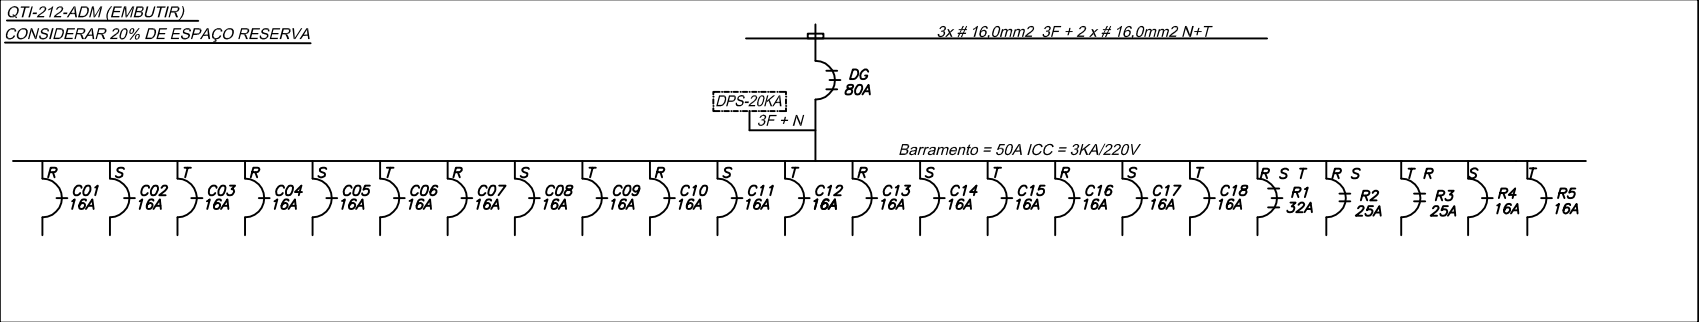 QTI-212-ADM (EMBUTIR)
CONSIDERAR 20% DE ESPAÇO RESERVA
3x # 16,0mm2 3F + 2 x # 16,0mm2 N+T
DG
80A
DPS-20KA
3F + N
Barramento = 50A ICC = 3KA/220V
R S T R S T R S T R S T R S T R S T R S T R S T R S T
C01 C02 C03 C04 C05 C06 C07 C08 C09 C10 C11 C12 C13 C14 C15 C16 C17 C18 R1 R2 R3 R4 R5
16A 16A 16A 16A 16A 16A 16A 16A 16A 16A 16A 16A 16A 16A 16A 16A 16A 16A 32A 25A 25A 16A 16A